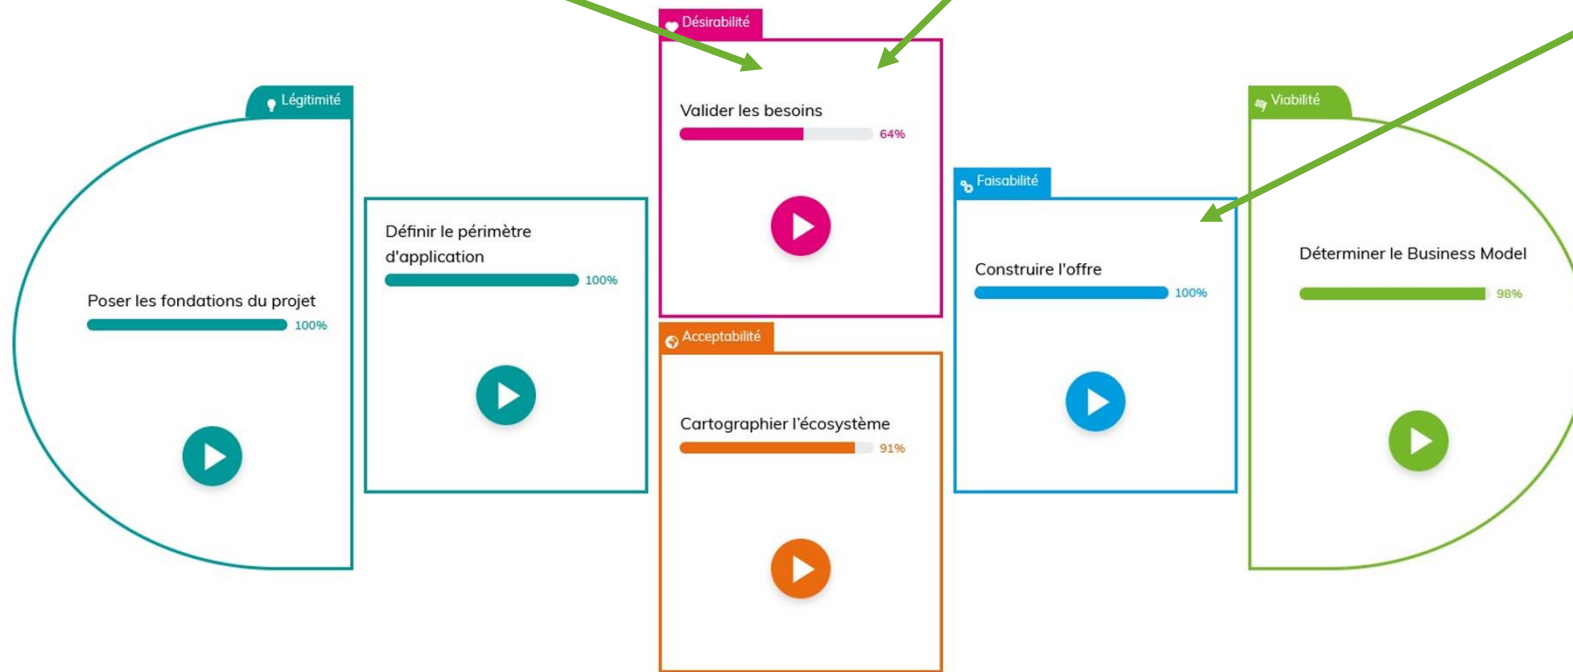 Légitimité
Poser les fondations du projet
100%
Définir le périmètre
d'application
100%
Désirabilité
Valider les besoins
64%
Acceptabilité
Cartographier l'écosystème
91%
Faisabilité
Construire l'offre
100%
Viabilité
Déterminer le Business Model
98%